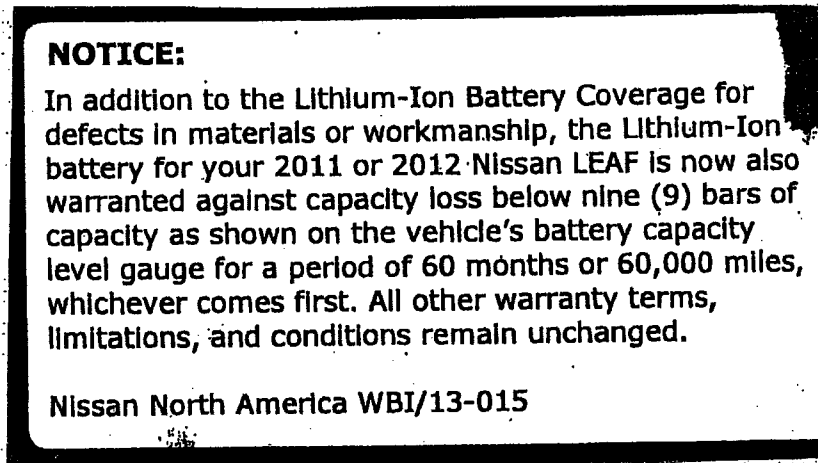 NOTICE:
In addition to the Lithium-Ion Battery Coverage for
defects in materials or workmanship, the Lithium-Ion
battery for your 2011 or 2012 Nissan LEAF is now also
warranted against capacity loss below nine (9) bars of
capacity as shown on the vehicle's battery capacity
level gauge for a period of 60 months or 60,000 miles,
whichever comes first. All other warranty terms,
limitations, and conditions remain unchanged.
Nissan North America WBI/13-015